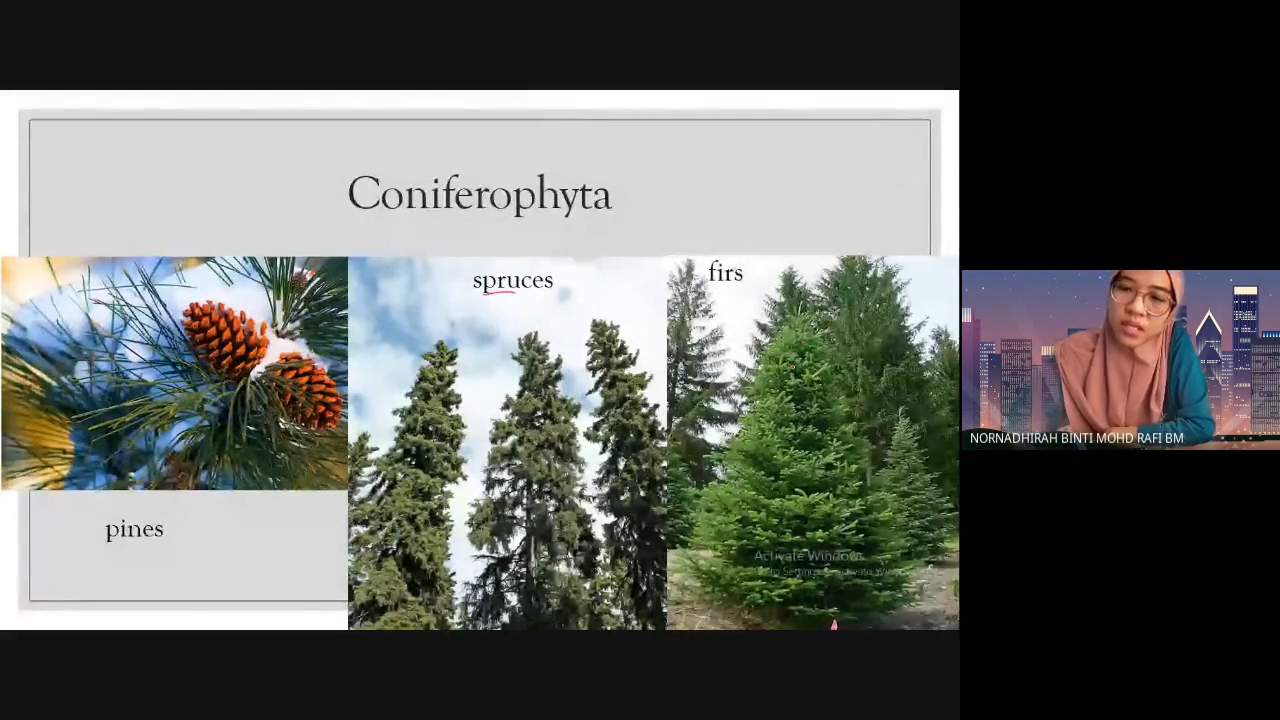 Coniferophyta
spruces
firs
pines
Activate Windows
NORNADHIRAH BINTI MOHD RAFI BM